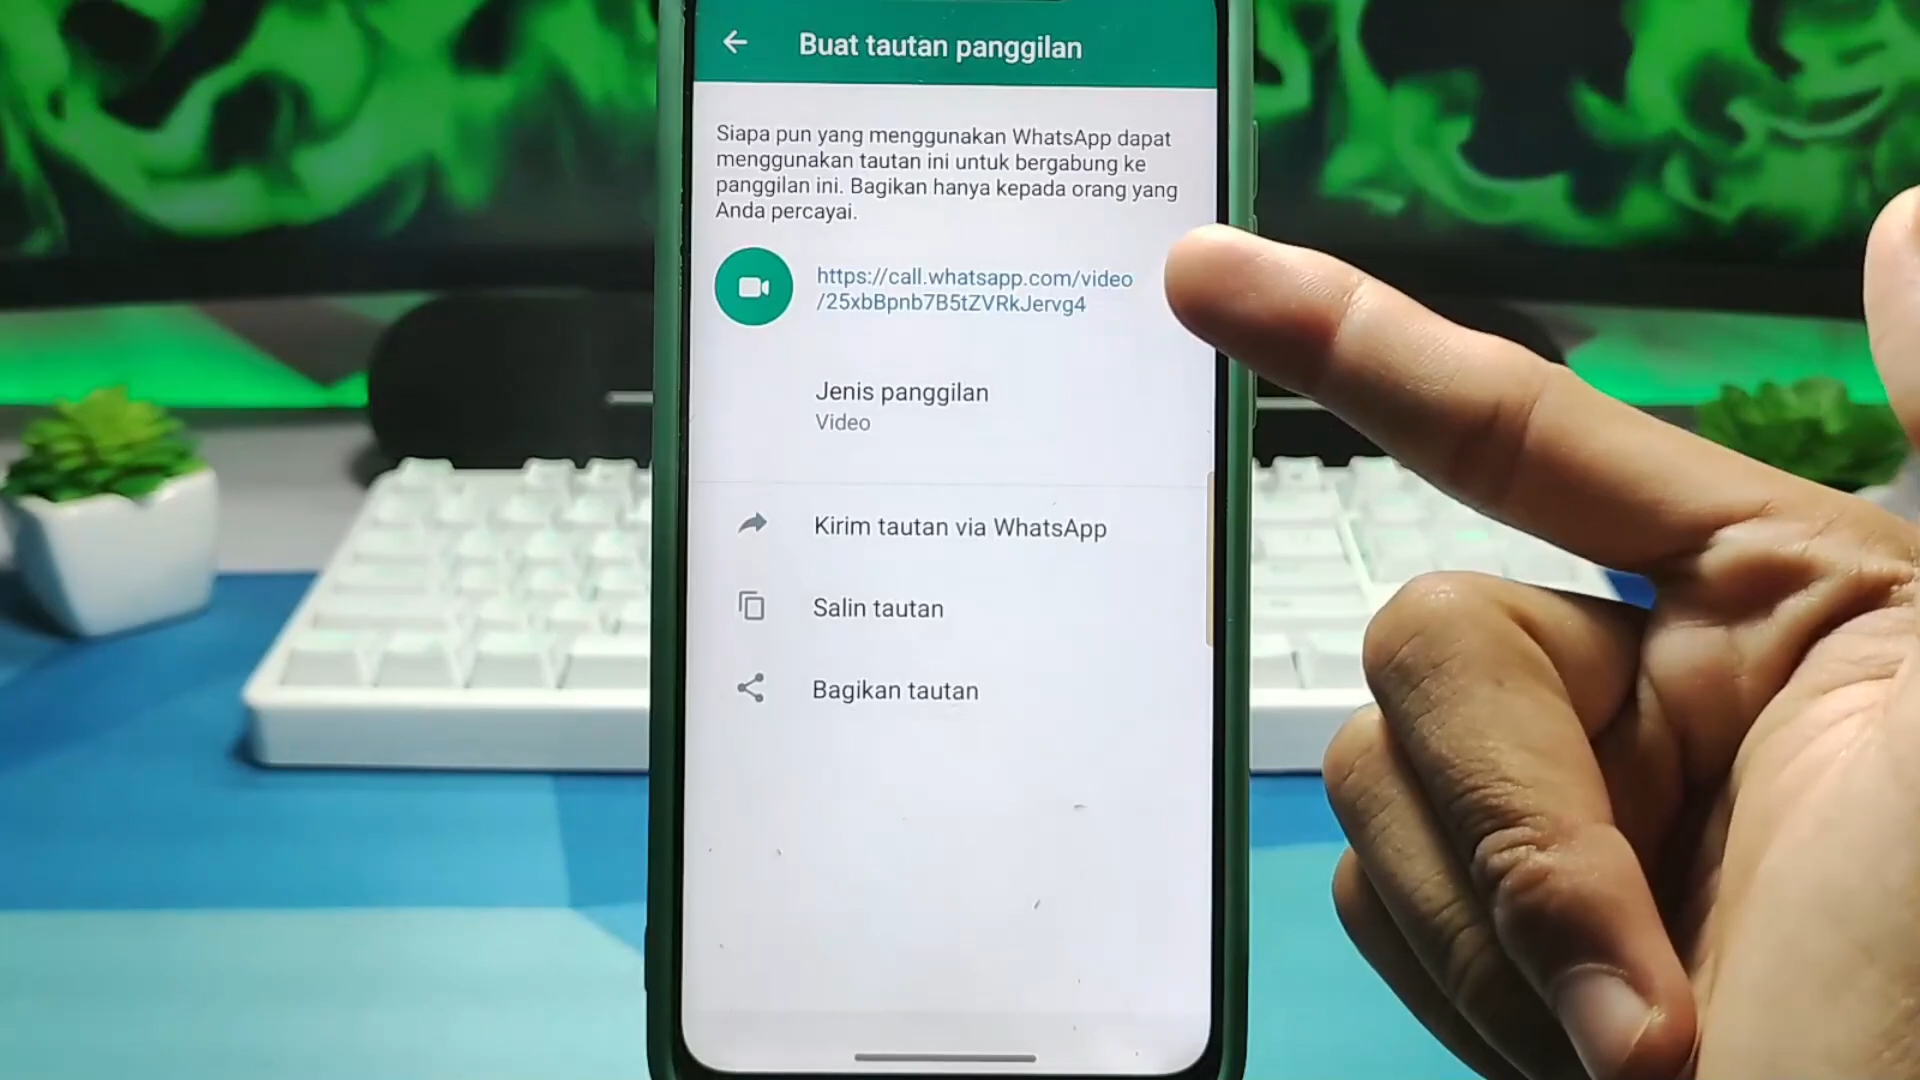 Buat tautan panggilan
Siapa pun yang menggunakan WhatsApp dapat
menggunakan tautan ini untuk bergabung ke
panggilan ini. Bagikan hanya kepada orang yang
Anda percayai.
https://call.whatsapp.com/video
/25xbBpnb7B5tZVRkJervg4
Jenis panggilan
Video
Kirim tautan via WhatsApp
Salin tautan
Bagikan tautan